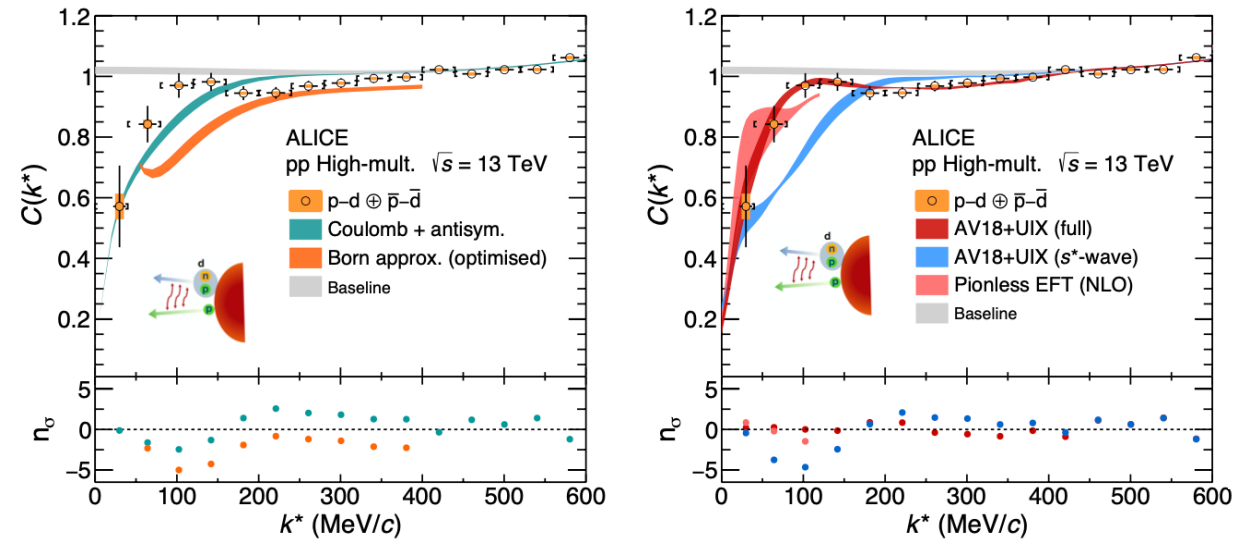 C(k*)
1.2
1
0.8
0.6
0.4
0.2
ALICE
pp High-mult. √s = 13 TeV
p–d ⊕ p̅–d̅
Coulomb + antisym.
Born approx. (optimised)
Baseline
d
n
p
p
nσ
5
0
−5
0 100 200 300 400 500 600
k* (MeV/c)
C(k*)
1.2
1
0.8
0.6
0.4
0.2
ALICE
pp High-mult. √s = 13 TeV
p–d ⊕ p̅–d̅
AV18+UIX (full)
AV18+UIX (s*-wave)
Pionless EFT (NLO)
Baseline
d
n
p
p
nσ
5
0
−5
0 100 200 300 400 500 600
k* (MeV/c)